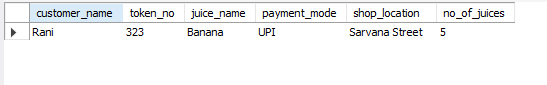 customer_name token_no juice_name payment_mode shop_location no_of_juices
Rani 323 Banana UPI Sarvana Street 5